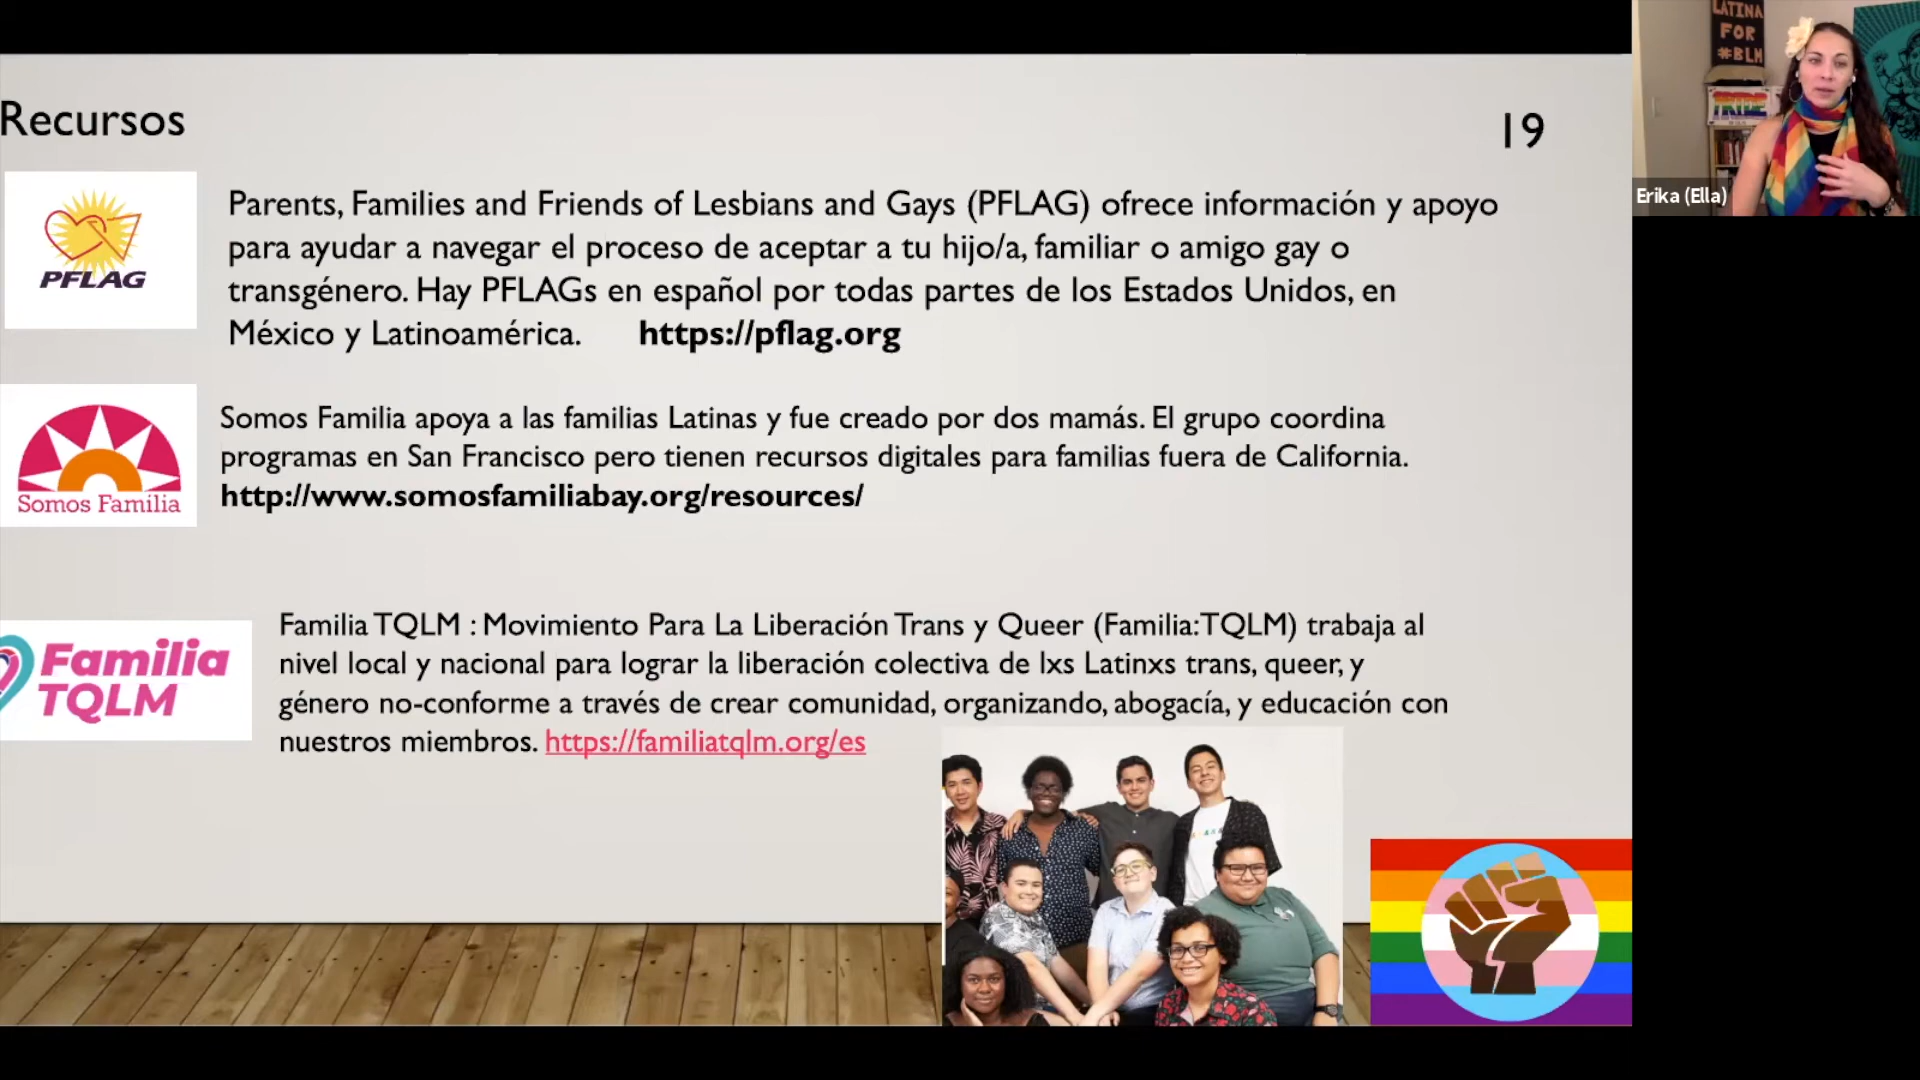 Recursos
19
PFLAG
Parents, Families and Friends of Lesbians and Gays (PFLAG) ofrece información y apoyo
para ayudar a navegar el proceso de aceptar a tu hijo/a, familiar o amigo gay o
transgénero. Hay PFLAGs en español por todas partes de los Estados Unidos, en
México y Latinoamérica. https://pflag.org
Somos Familia
Somos Familia apoya a las familias Latinas y fue creado por dos mamás. El grupo coordina
programas en San Francisco pero tienen recursos digitales para familias fuera de California.
http://www.somosfamiliabay.org/resources/
Familia
TQLM
Familia TQLM : Movimiento Para La Liberación Trans y Queer (Familia:TQLM) trabaja al
nivel local y nacional para lograr la liberación colectiva de lxs Latinxs trans, queer, y
género no-conforme a través de crear comunidad, organizando, abogacía, y educación con
nuestros miembros. https://familiatqlm.org/es
LATINA
FOR
#BLM
PRIDE
Erika (Ella)